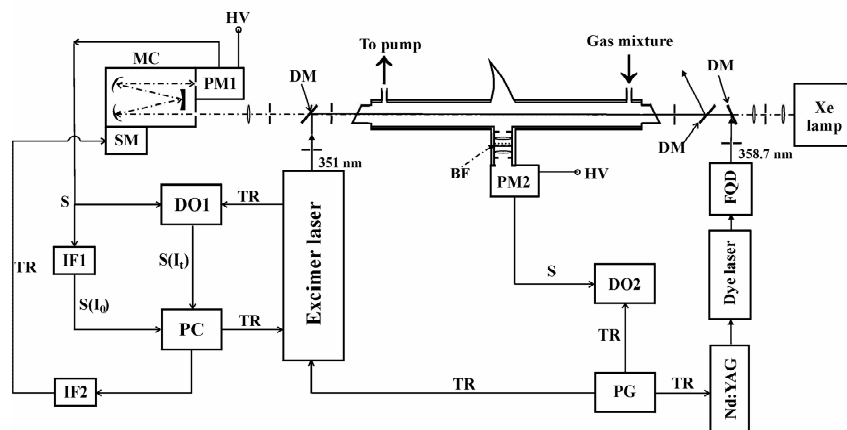 HV
To pump
Gas mixture
MC
PM1
DM
DM
Xe
lamp
SM
DM
351 nm
358.7 nm
BF
PM2
HV
FQD
TR
S
DO1
TR
S(It)
IF1
TR
S(I0)
Excimer laser
S
DO2
Dye laser
PC
TR
TR
IF2
TR
PG
TR
Nd:YAG